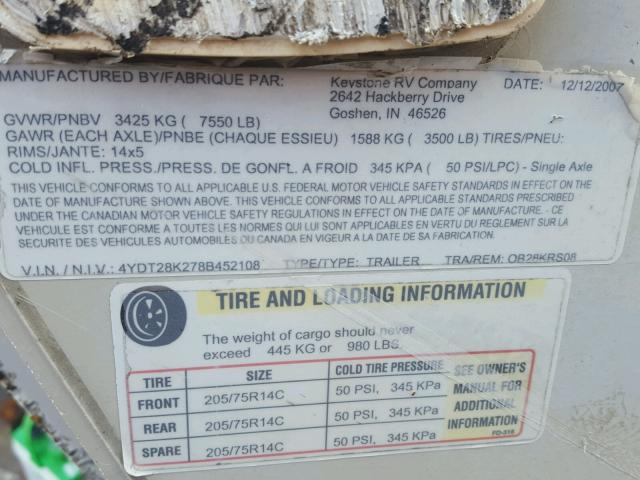 MANUFACTURED BY/FABRIQUE PAR: Keystone RV Company DATE: 12/12/2007
2642 Hackberry Drive
GVWR/PNBV 3425 KG ( 7550 LB) Goshen, IN 46526
GAWR (EACH AXLE)/PNBE (CHAQUE ESSIEU) 1588 KG ( 3500 LB) TIRES/PNEU:
RIMS/JANTE: 14x5
COLD INFL. PRESS./PRESS. DE GONFL. A FROID 345 KPA ( 50 PSI/LPC) - Single Axle
THIS VEHICLE CONFORMS TO ALL APPLICABLE U.S. FEDERAL MOTOR VEHICLE SAFETY STANDARDS IN EFFECT ON THE
DATE OF MANUFACTURE SHOWN ABOVE. THIS VEHICLE CONFORMS TO ALL APPLICABLE STANDARDS PRESCRIBED
UNDER THE CANADIAN MOTOR VEHICLE SAFETY REGULATIONS IN EFFECT ON THE DATE OF MANUFACTURE - CE
VEHICULE EST CONFORME A TOUTES LES NORMES QUI LUI SONT APPLICABLES EN VERTU DU REGLEMENT SUR LA
SECURITE DES VEHICULES AUTOMOBILES DU CANADA EN VIGUEUR A LA DATE DE SA FABRICATION.
V.I.N. / N.I.V.: 4YDT28K278B452108 TYPE/TYPE: TRAILER TRA/REM: OB28KRS08
TIRE AND LOADING INFORMATION
The weight of cargo should never
exceed 445 KG or 980 LBS.
TIRE SIZE COLD TIRE PRESSURE
FRONT 205/75R14C 50 PSI, 345 KPa
REAR 205/75R14C 50 PSI, 345 KPa
SPARE 205/75R14C 50 PSI, 345 KPa
SEE OWNER'S
MANUAL FOR
ADDITIONAL
INFORMATION
FO-316